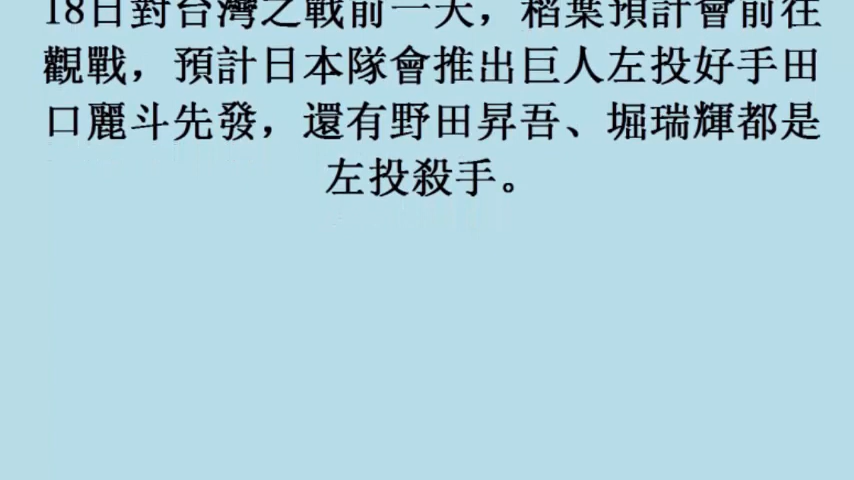 18日對台灣之戰前一天，稻葉預計會前往
觀戰，預計日本隊會推出巨人左投好手田
口麗斗先發，還有野田昇吾、堀瑞輝都是
左投殺手。